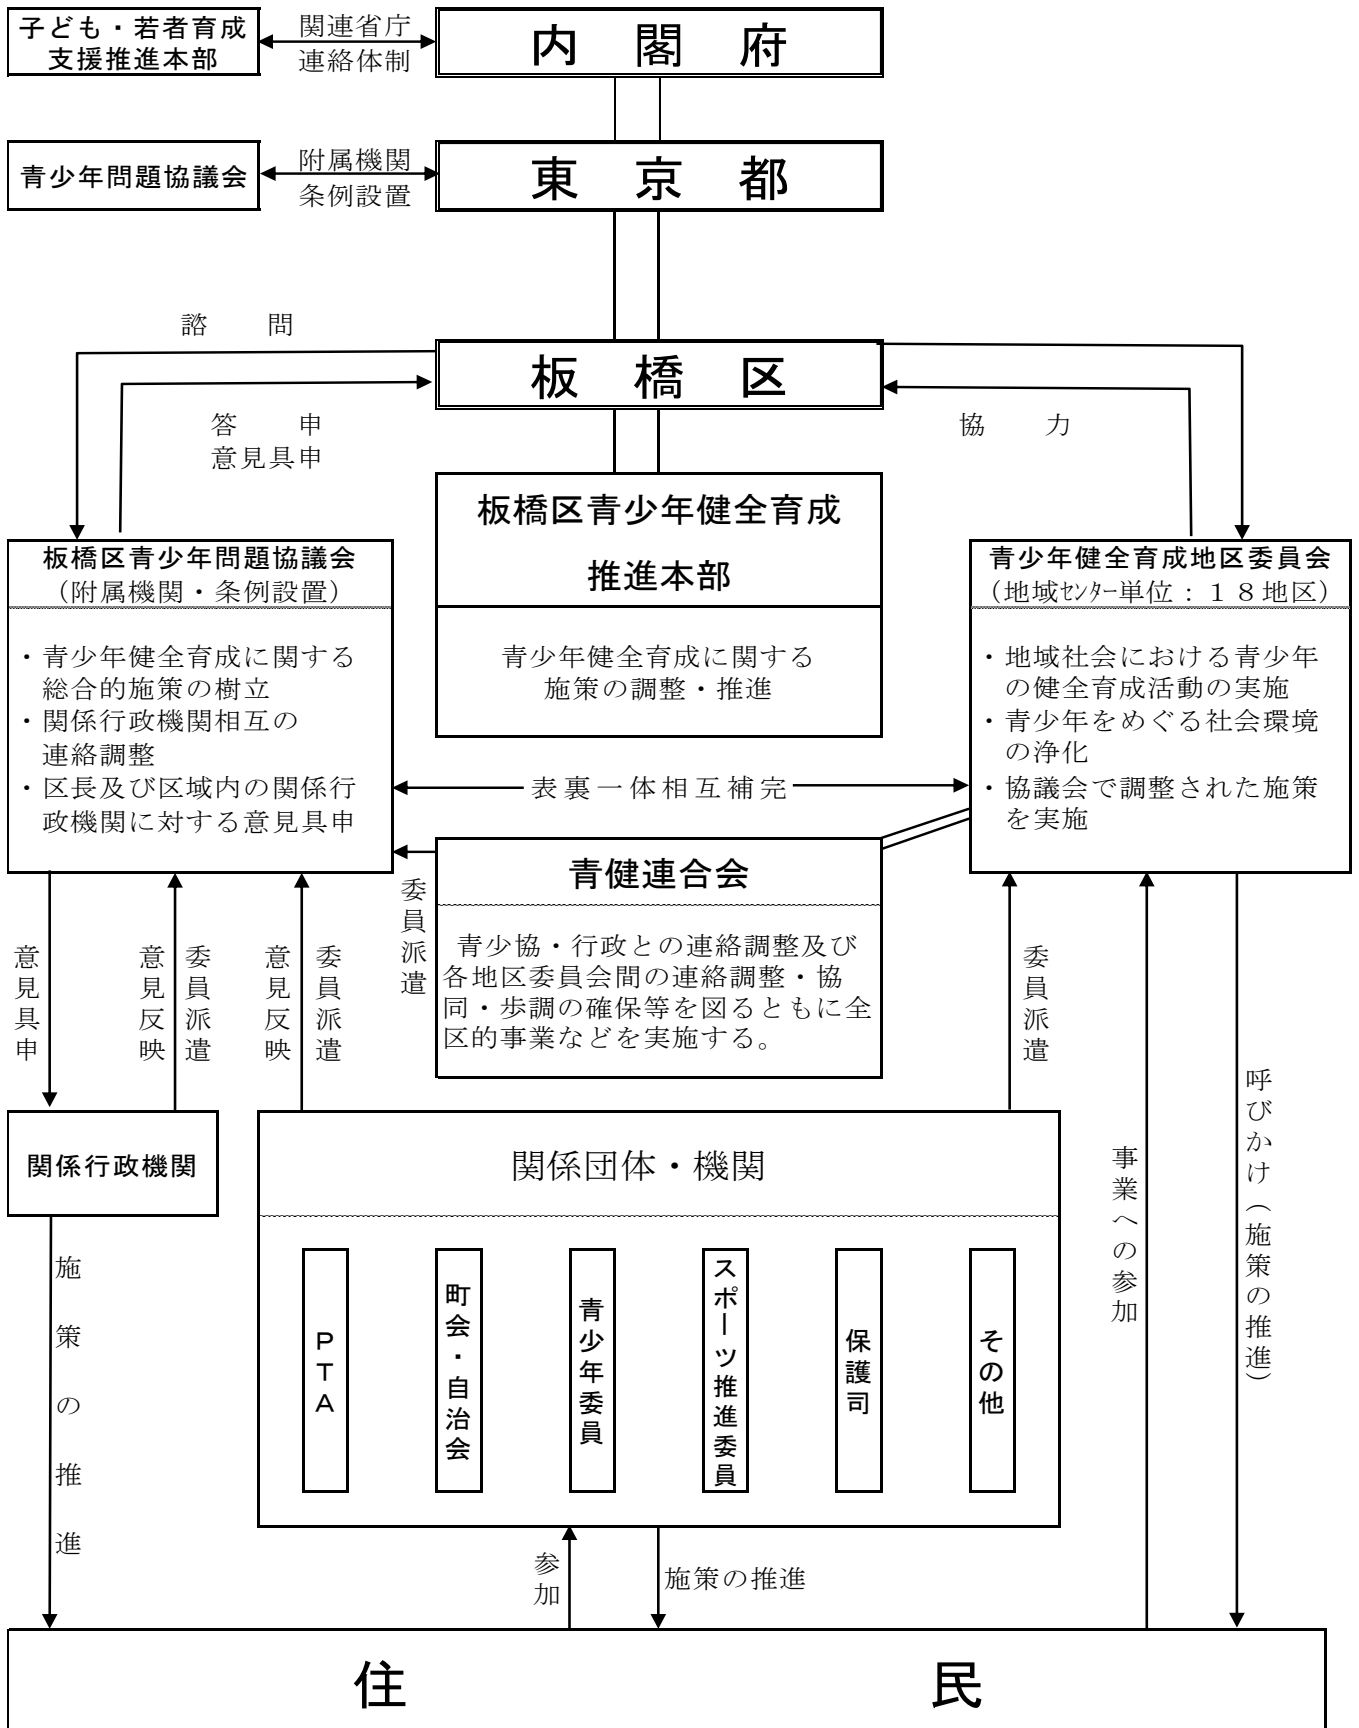 子ども・若者育成
支援推進本部
関連省庁
連絡体制
内閣府
青少年問題協議会
附属機関
条例設置
東京都
諮問
板橋区
答申
意見具申
協力
板橋区青少年健全育成
推進本部
青少年健全育成に関する
施策の調整・推進
板橋区青少年問題協議会
（附属機関・条例設置）
・青少年健全育成に関する
総合的施策の樹立
・関係行政機関相互の
連絡調整
・区長及び区域内の関係行
政機関に対する意見具申
青少年健全育成地区委員会
（地域ｾﾝﾀｰ単位：１８地区）
・地域社会における青少年
の健全育成活動の実施
・青少年をめぐる社会環境
の浄化
・協議会で調整された施策
を実施
表裏一体相互補完
青健連合会
青少協・行政との連絡調整及び
各地区委員会間の連絡調整・協
同・歩調の確保等を図るともに全
区的事業などを実施する。
委員派遣
意見具申
意見反映
委員派遣
意見反映
委員派遣
委員派遣
関係行政機関
関係団体・機関
ＰＴＡ
町会・自治会
青少年委員
スポーツ推進委員
保護司
その他
事業への参加
呼びかけ（施策の推進）
施策の推進
参加
施策の推進
住民